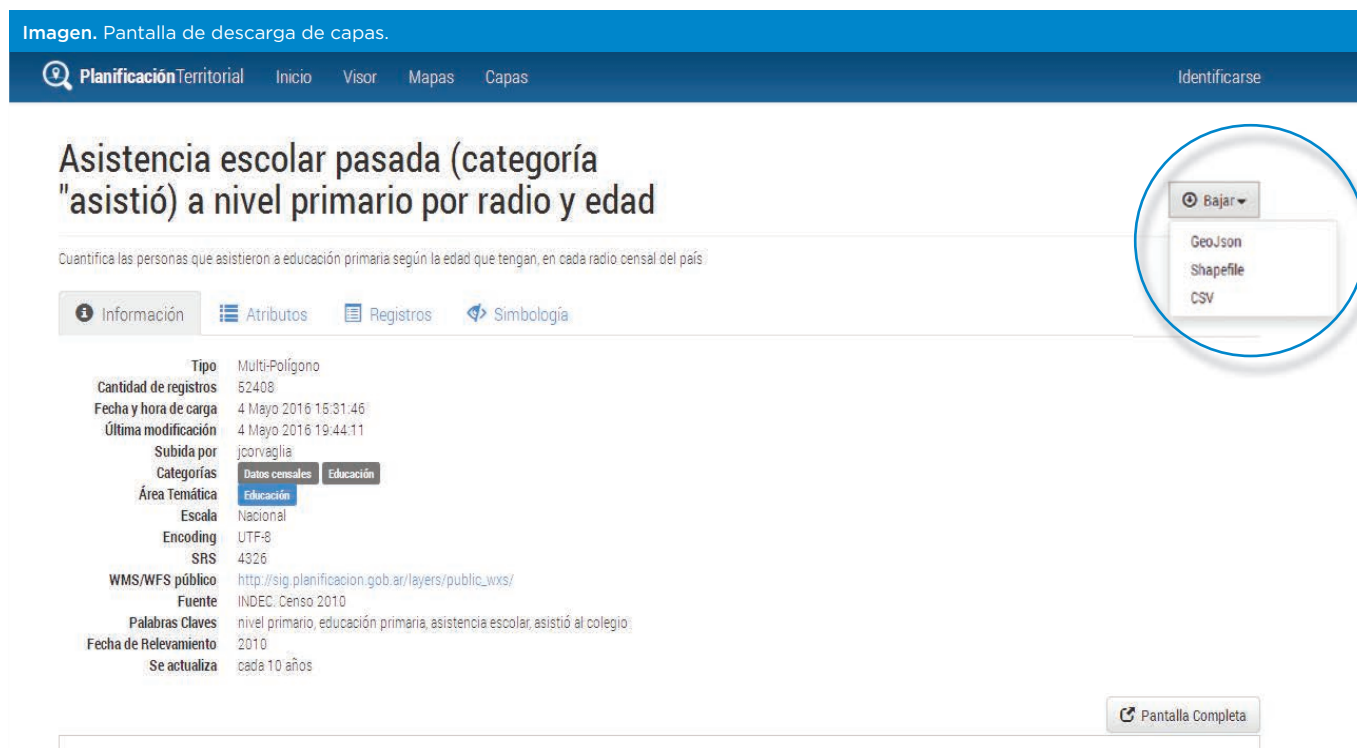 Imagen. Pantalla de descarga de capas.
PlanificaciónTerritorial Inicio Visor Mapas Capas Identificarse
Asistencia escolar pasada (categoría
"asistió) a nivel primario por radio y edad
Bajar
GeoJson
Shapefile
CSV
Cuantifica las personas que asistieron a educación primaria según la edad que tengan, en cada radio censal del país
Información Atributos Registros Simbología
Tipo Multi-Polígono
Cantidad de registros 52408
Fecha y hora de carga 4 Mayo 2016 15:31:46
Última modificación 4 Mayo 2016 19:44:11
Subida por jcorvaglia
Categorías Datos censales Educación
Área Temática Educación
Escala Nacional
Encoding UTF-8
SRS 4326
WMS/WFS público http://sig.planificacion.gob.ar/layers/public_wxs/
Fuente INDEC. Censo 2010
Palabras Claves nivel primario, educación primaria, asistencia escolar, asistió al colegio
Fecha de Relevamiento 2010
Se actualiza cada 10 años
Pantalla Completa